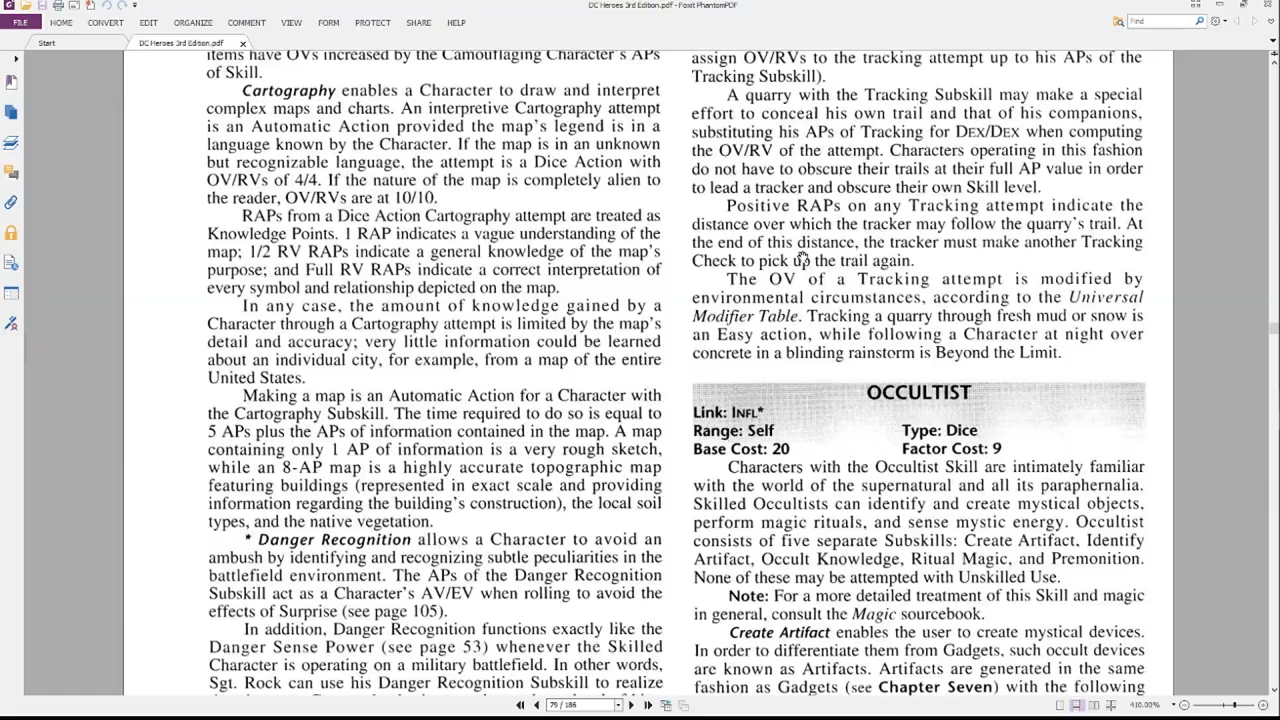 DC Heroes 3rd Edition.pdf - Foxit PhantomPDF
FILE HOME CONVERT EDIT ORGANIZE COMMENT VIEW FORM PROTECT SHARE HELP
Find
Start DC Heroes 3rd Edition.pdf
items have OVs increased by the Camouflaging Character's APs
of Skill.
Cartography enables a Character to draw and interpret
complex maps and charts. An interpretive Cartography attempt
is an Automatic Action provided the map's legend is in a
language known by the Character. If the map is in an unknown
but recognizable language, the attempt is a Dice Action with
OV/RVs of 4/4. If the nature of the map is completely alien to
the reader, OV/RVs are at 10/10.
RAPs from a Dice Action Cartography attempt are treated as
Knowledge Points. 1 RAP indicates a vague understanding of the
map; 1/2 RV RAPs indicate a general knowledge of the map's
purpose; and Full RV RAPs indicate a correct interpretation of
every symbol and relationship depicted on the map.
In any case, the amount of knowledge gained by a
Character through a Cartography attempt is limited by the map's
detail and accuracy; very little information could be learned
about an individual city, for example, from a map of the entire
United States.
Making a map is an Automatic Action for a Character with
the Cartography Subskill. The time required to do so is equal to
5 APs plus the APs of information contained in the map. A map
containing only 1 AP of information is a very rough sketch,
while an 8-AP map is a highly accurate topographic map
featuring buildings (represented in exact scale and providing
information regarding the building's construction), the local soil
types, and the native vegetation.
* Danger Recognition allows a Character to avoid an
ambush by identifying and recognizing subtle peculiarities in the
battlefield environment. The APs of the Danger Recognition
Subskill act as a Character's AV/EV when rolling to avoid the
effects of Surprise (see page 105).
In addition, Danger Recognition functions exactly like the
Danger Sense Power (see page 53) whenever the Skilled
Character is operating on a military battlefield. In other words,
Sgt. Rock can use his Danger Recognition Subskill to realize
assign OV/RVs to the tracking attempt up to his APs of the
Tracking Subskill).
A quarry with the Tracking Subskill may make a special
effort to conceal his own trail and that of his companions,
substituting his APs of Tracking for DEX/DEX when computing
the OV/RV of the attempt. Characters operating in this fashion
do not have to obscure their trails at their full AP value in order
to lead a tracker and obscure their own Skill level.
Positive RAPs on any Tracking attempt indicate the
distance over which the tracker may follow the quarry's trail. At
the end of this distance, the tracker must make another Tracking
Check to pick up the trail again.
The OV of a Tracking attempt is modified by
environmental circumstances, according to the Universal
Modifier Table. Tracking a quarry through fresh mud or snow is
an Easy action, while following a Character at night over
concrete in a blinding rainstorm is Beyond the Limit.
OCCULTIST
Link: INFL*
Range: Self Type: Dice
Base Cost: 20 Factor Cost: 9
Characters with the Occultist Skill are intimately familiar
with the world of the supernatural and all its paraphernalia.
Skilled Occultists can identify and create mystical objects,
perform magic rituals, and sense mystic energy. Occultist
consists of five separate Subskills: Create Artifact, Identify
Artifact, Occult Knowledge, Ritual Magic, and Premonition.
None of these may be attempted with Unskilled Use.
Note: For a more detailed treatment of this Skill and magic
in general, consult the Magic sourcebook.
Create Artifact enables the user to create mystical devices.
In order to differentiate them from Gadgets, such occult devices
are known as Artifacts. Artifacts are generated in the same
fashion as Gadgets (see Chapter Seven) with the following
79 / 186
410.00%